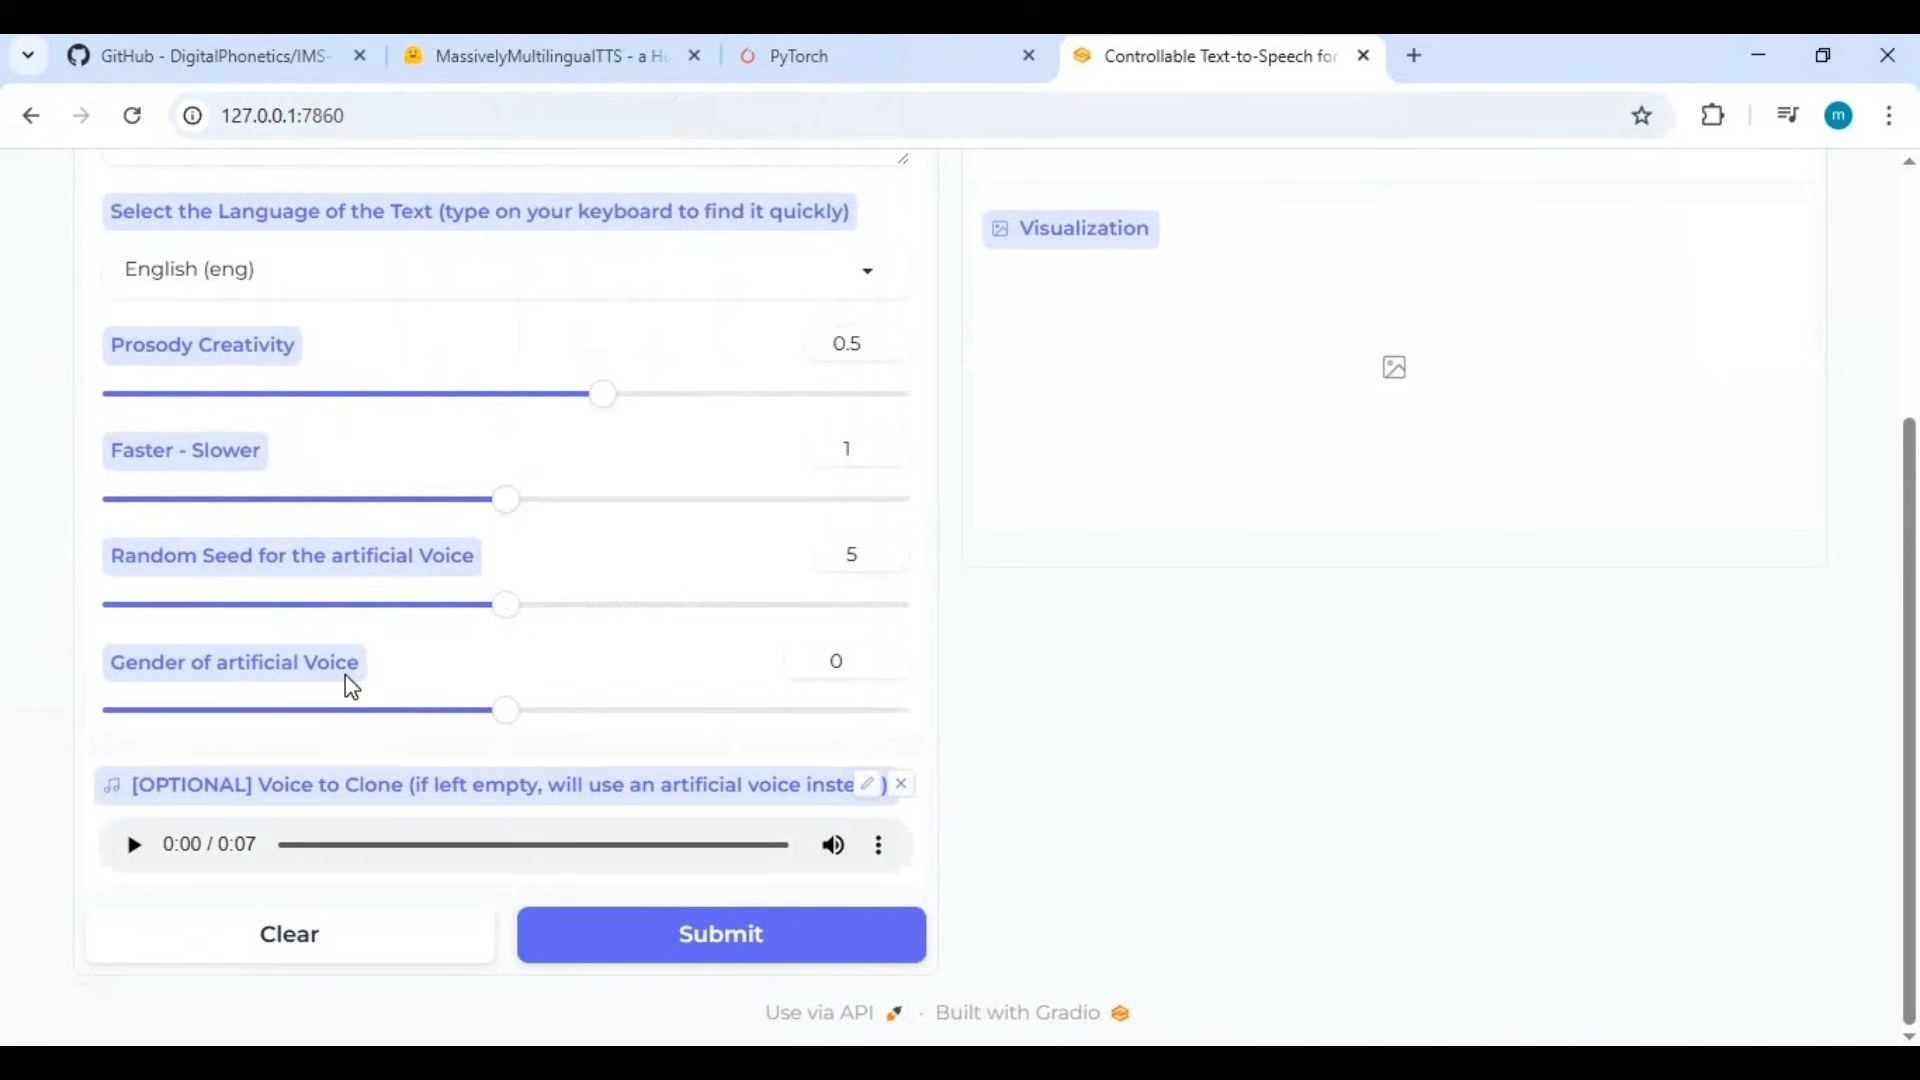 GitHub - DigitalPhonetics/IMS-
MassivelyMultilingualTTS - a H
PyTorch
Controllable Text-to-Speech for
127.0.0.1:7860
m
Select the Language of the Text (type on your keyboard to find it quickly)
English (eng)
Visualization
Prosody Creativity
0.5
Faster - Slower
1
Random Seed for the artificial Voice
5
Gender of artificial Voice
0
[OPTIONAL] Voice to Clone (if left empty, will use an artificial voice inste )
0:00 / 0:07
Clear
Submit
Use via API · Built with Gradio